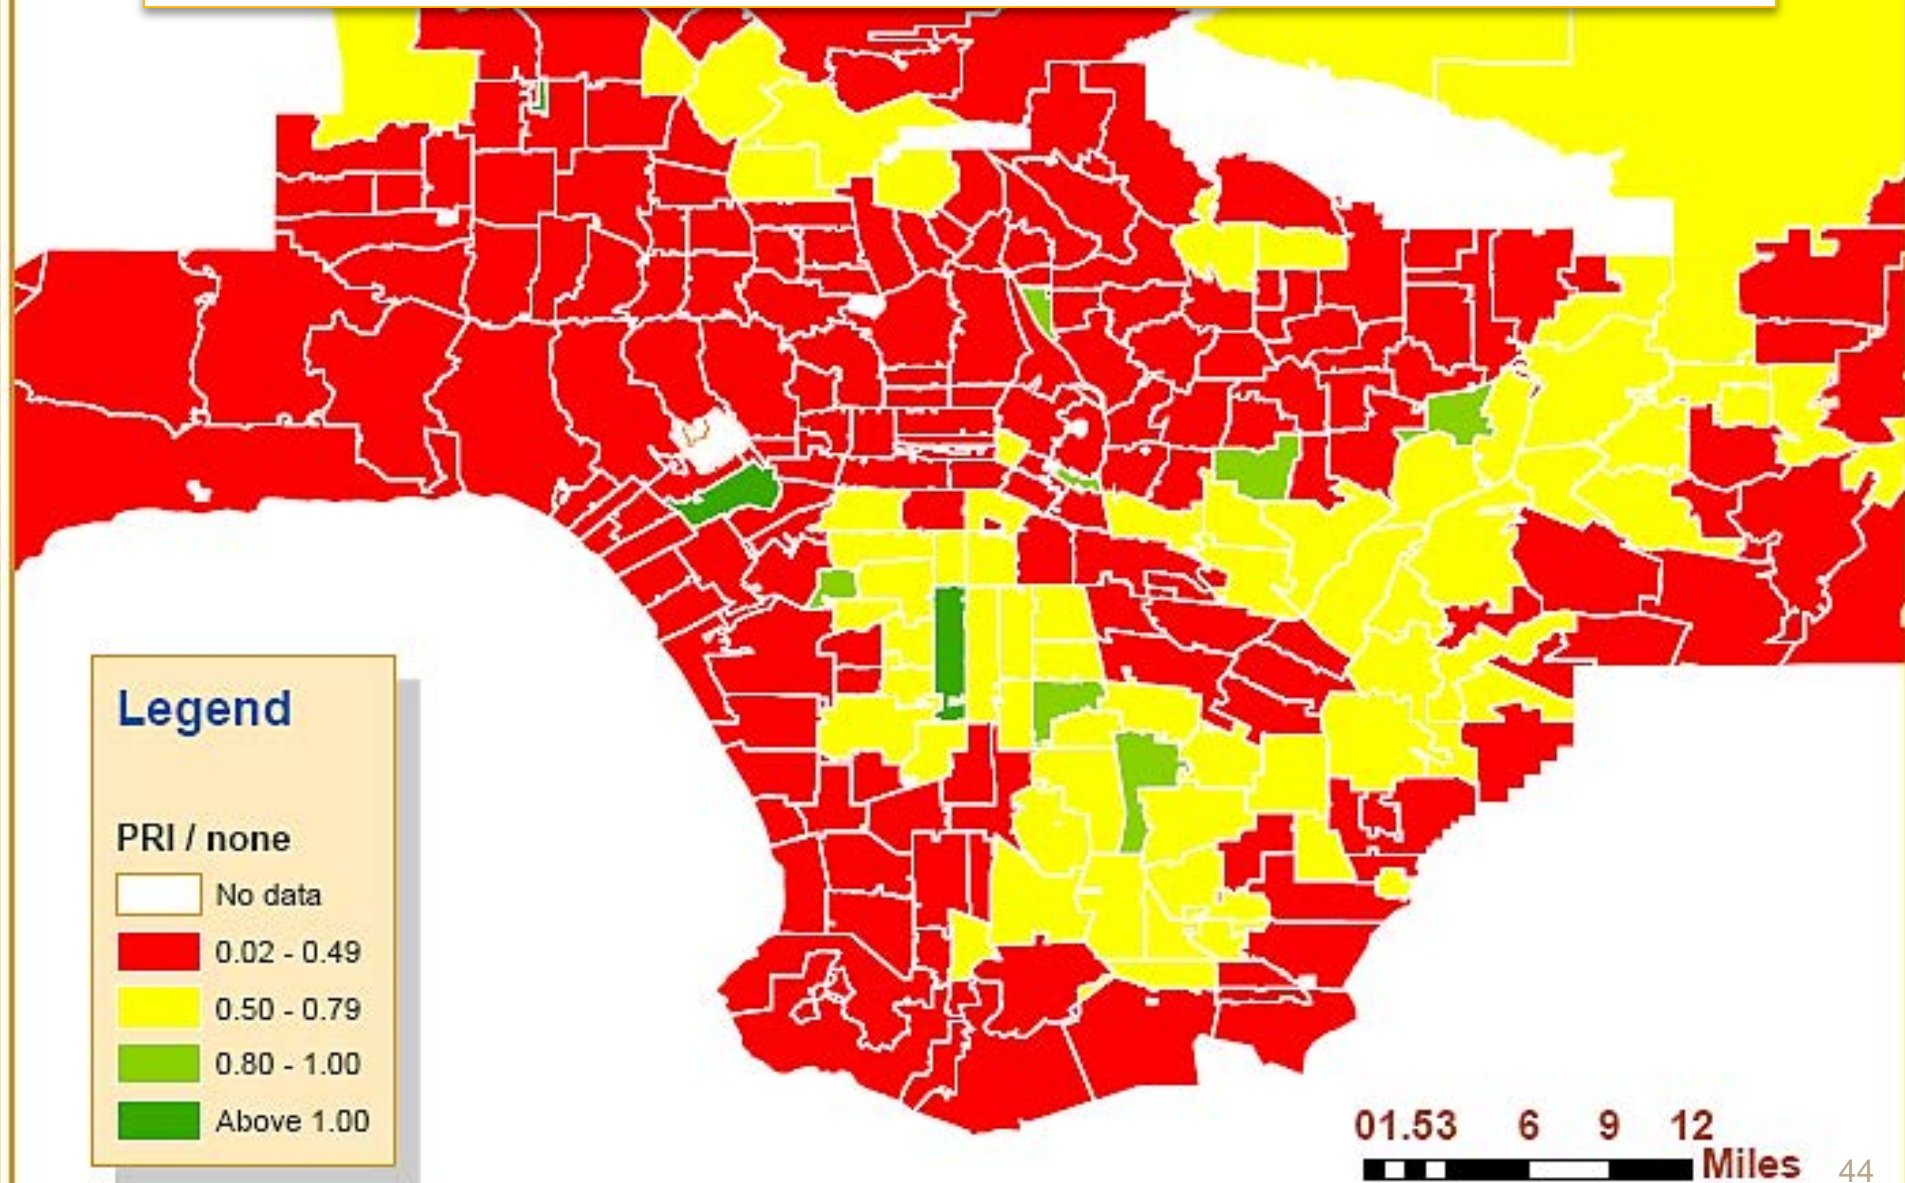 Legend
PRI / none
No data
0.02 - 0.49
0.50 - 0.79
0.80 - 1.00
Above 1.00
01.53 6 9 12
Miles
44